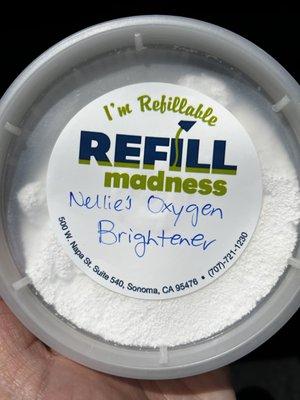 I'm Refillable
REFILL
madness
Nellie's Oxygen
Brightener
500 W. Napa St. Suite 540, Sonoma, CA 95476 • (707)-721-1230